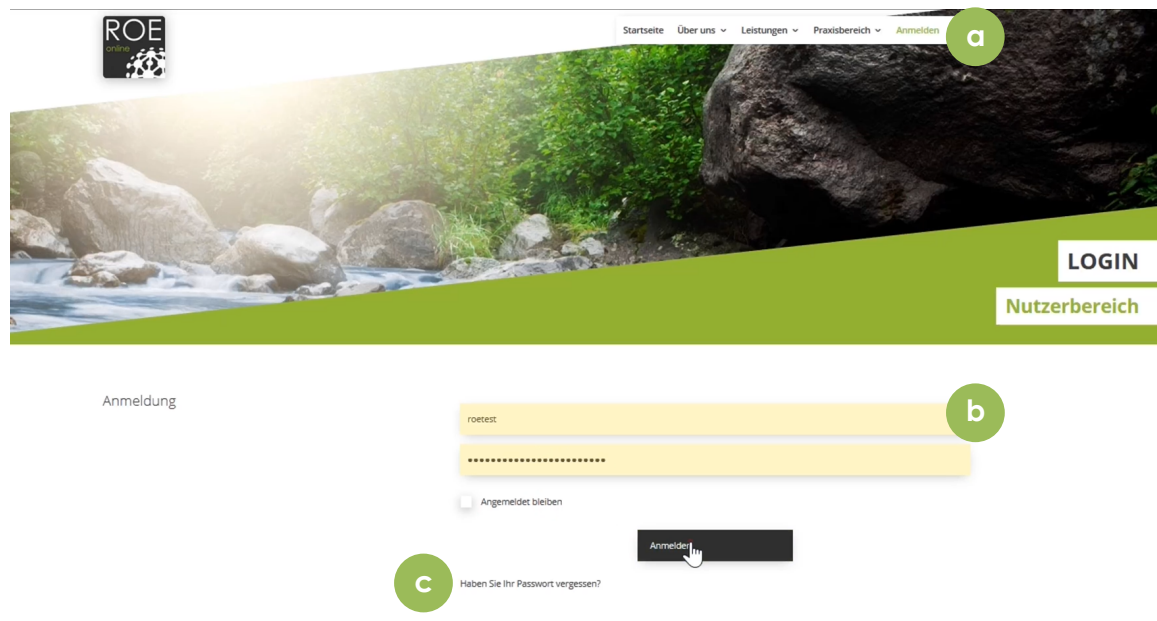 ROE
online
Startseite Über uns Leistungen Praxisbereich Anmelden
a
LOGIN
Nutzerbereich
Anmeldung
roetest
b
•••••••••••••••••••••••••
Angemeldet bleiben
Anmelden
c
Haben Sie Ihr Passwort vergessen?